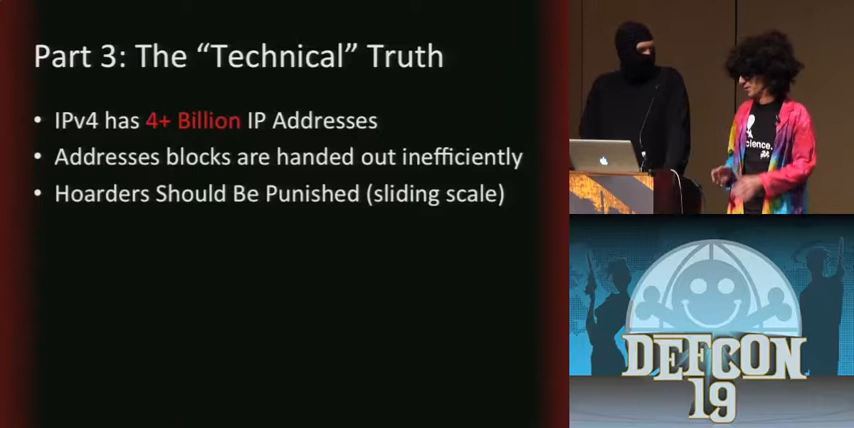 Part 3: The “Technical” Truth
• IPv4 has 4+ Billion IP Addresses
• Addresses blocks are handed out inefficiently
• Hoarders Should Be Punished (sliding scale)
science.
DEFCON
19